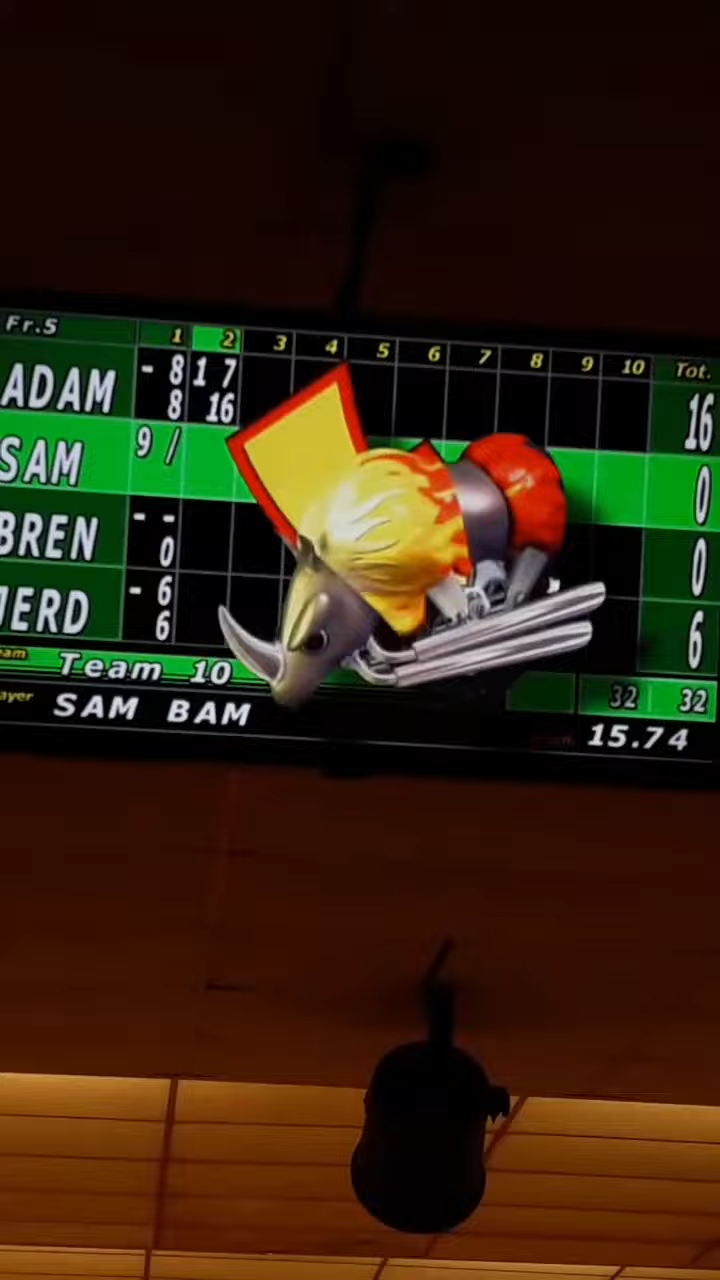 Fr.5 1 2 3 4 5 6 7 8 9 10 Tot.
ADAM - 8 1 7
8 16 16
SAM 9 / 0
BREN - -
0 0
JERD - 6
6 6
Team 10 32 32
SAM BAM 15.74